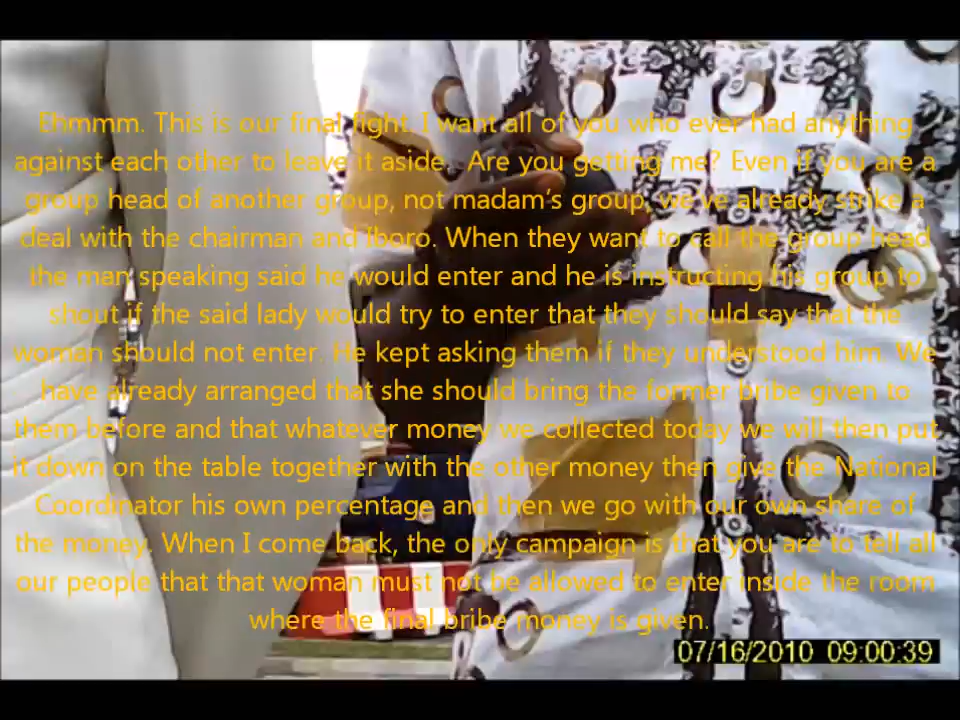 Ehmmm. This is our final fight. I want all of you who ever had anything
against each other to leave it aside. Are you getting me? Even if you are a
group head of another group, not madam's group, we've already strike a
deal with the chairman and Iboro. When they want to call the group head
the man speaking said he would enter and he is instructing his group to
shout if the said lady would try to enter that they should say that the
woman should not enter. He kept asking them if they understood him. We
have already arranged that she should bring the former bribe given to
them before and that whatever money we collected today we will then put
it down on the table together with the other money then give the National
Coordinator his own percentage and then we go with our own share of
the money. When I come back, the only campaign is that you are to tell all
our people that that woman must not be allowed to enter inside the room
where the final bribe money is given.
07/16/2010 09:00:39